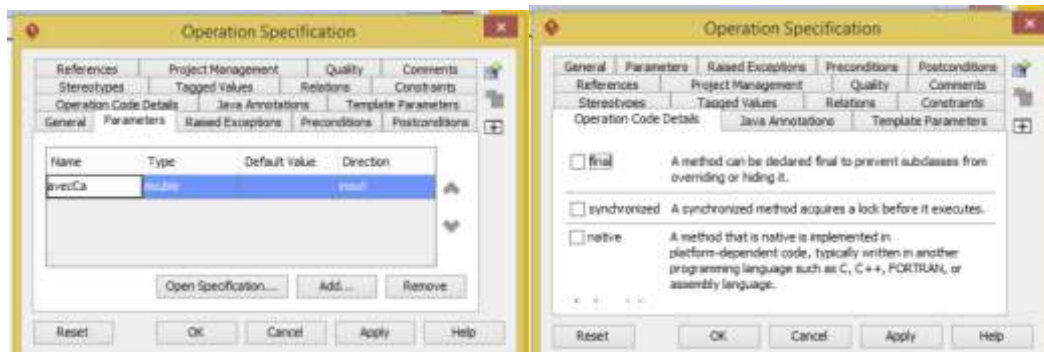 Operation Specification
References Project Management Quality Comments
Stereotypes Tagged Values Relations Constraints
Operation Code Details Java Annotations Template Parameters
General Parameters Raised Exceptions Preconditions Postconditions
Name Type Default Value Direction
avecCa double input
Open Specification... Add... Remove
Reset OK Cancel Apply Help
Operation Specification
General Parameters Raised Exceptions Preconditions Postconditions
References Project Management Quality Comments
Stereotypes Tagged Values Relations Constraints
Operation Code Details Java Annotations Template Parameters
final A method can be declared final to prevent subclasses from
overriding or hiding it.
synchronized A synchronized method acquires a lock before it executes.
native A method that is native is implemented in
platform-dependent code, typically written in another
programming language such as C, C++, FORTRAN, or
assembly language.
Reset OK Cancel Apply Help